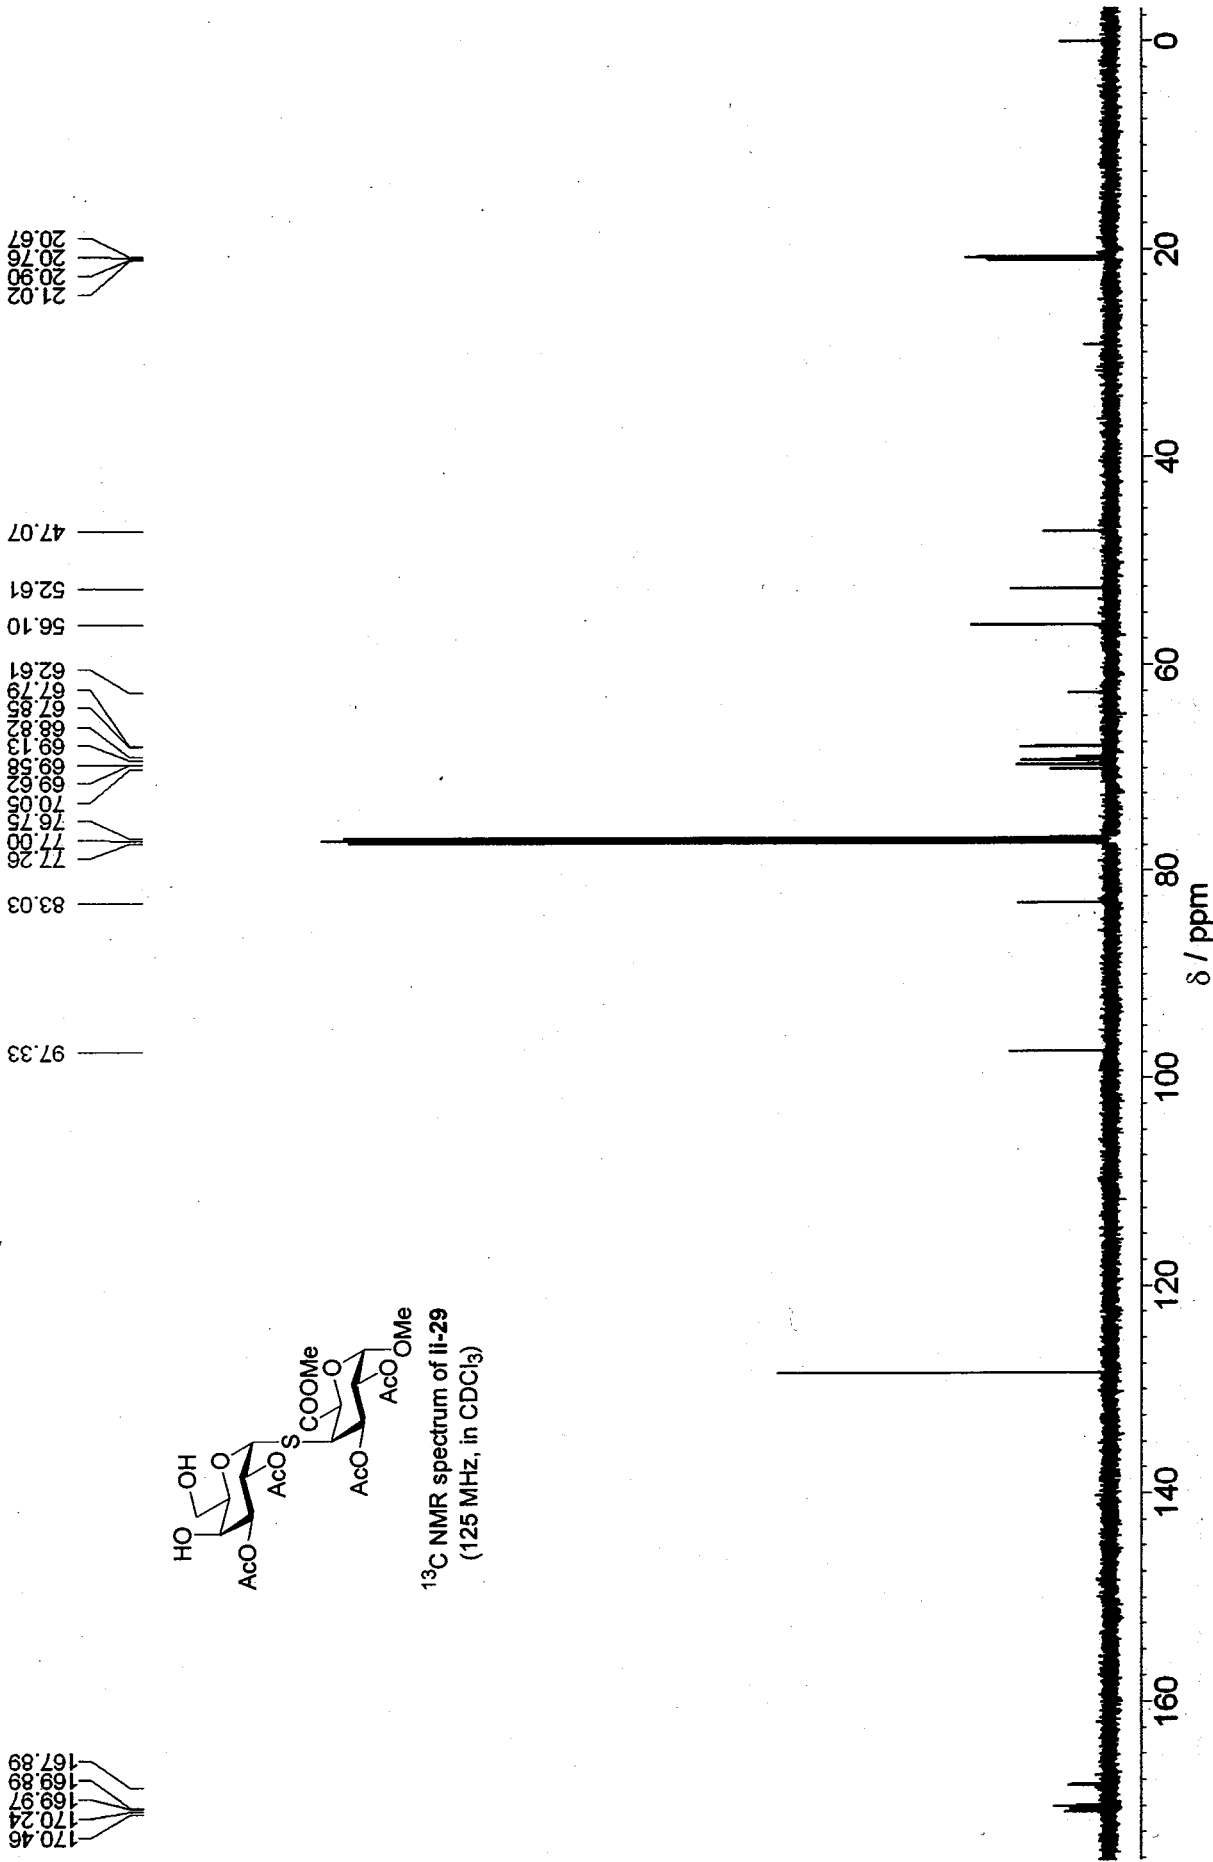 170.46
170.24
169.97
169.89
167.89
97.33
83.03
77.26
77.00
76.75
70.05
69.62
69.58
69.13
68.82
67.85
67.79
62.61
56.10
52.61
47.07
21.02
20.90
20.76
20.67
HO
OH
O
AcO
AcO
S
COOMe
O
AcO
AcO
OMe
¹³C NMR spectrum of II-29
(125 MHz, in CDCl₃)
160
140
120
100
80
60
40
20
0
δ / ppm